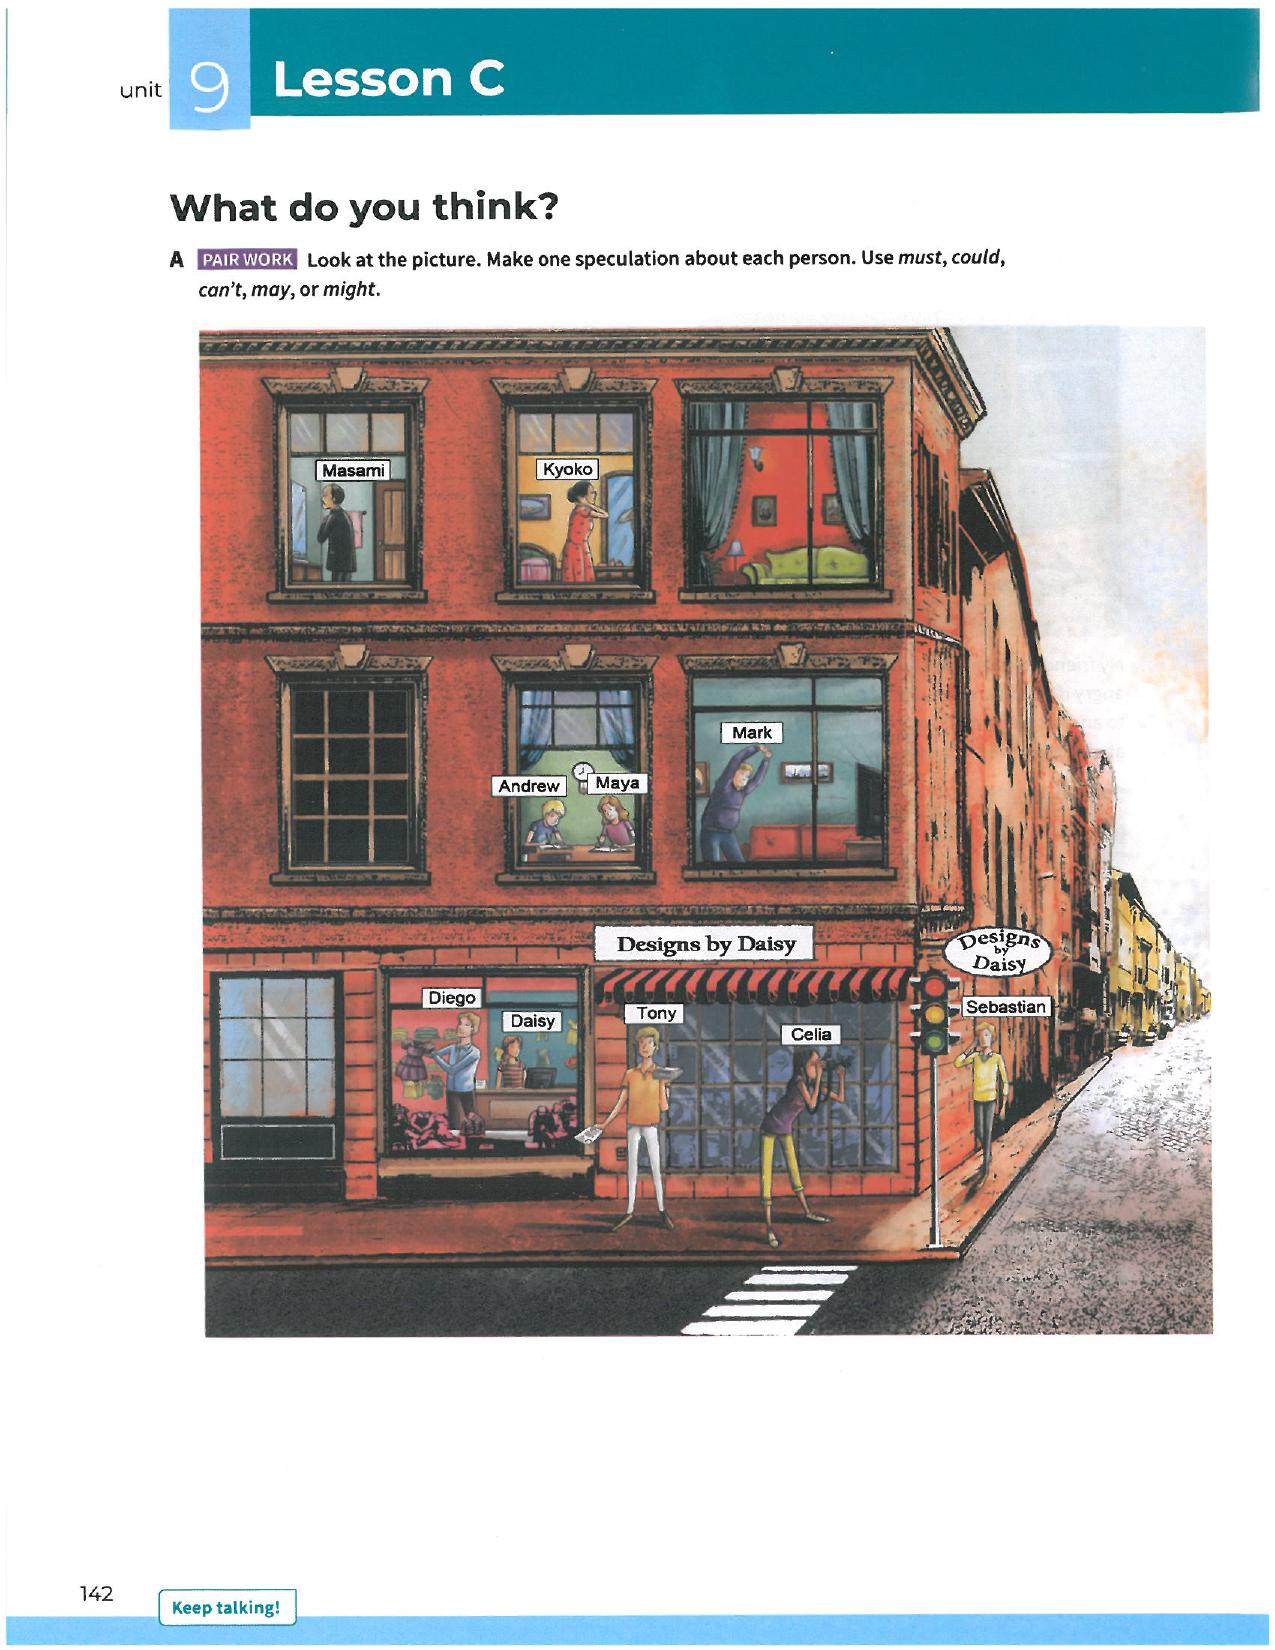 unit 9 Lesson C
What do you think?
A PAIR WORK Look at the picture. Make one speculation about each person. Use must, could,
can't, may, or might.
Masami
Kyoko
Mark
Andrew
Maya
Designs by Daisy
Designs
by
Daisy
Diego
Daisy
Tony
Celia
Sebastian
142
Keep talking!